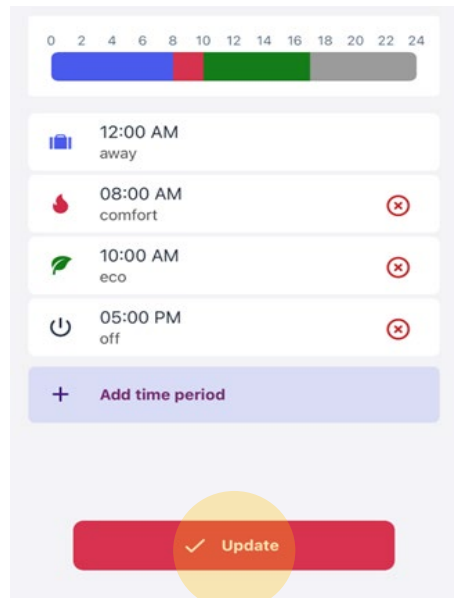 0 2 4 6 8 10 12 14 16 18 20 22 24
12:00 AM
away
08:00 AM
comfort
10:00 AM
eco
05:00 PM
off
Add time period
Update